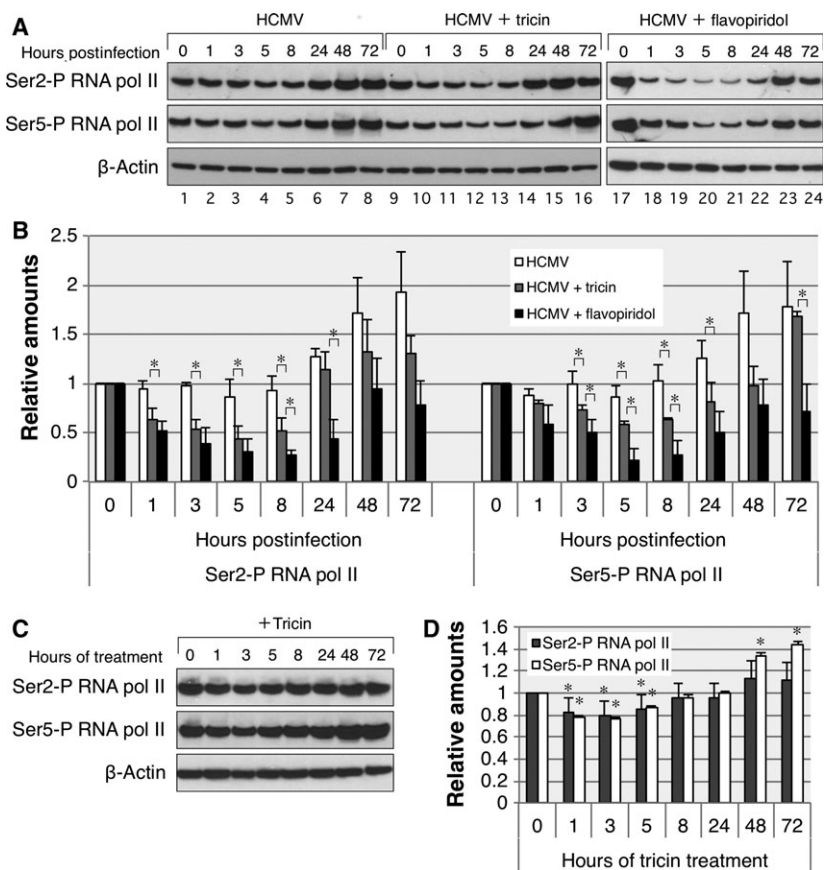 A
HCMV
HCMV + tricin
HCMV + flavopiridol
Hours postinfection
0 1 3 5 8 24 48 72 0 1 3 5 8 24 48 72 0 1 3 5 8 24 48 72
Ser2-P RNA pol II
Ser5-P RNA pol II
β-Actin
1 2 3 4 5 6 7 8 9 10 11 12 13 14 15 16 17 18 19 20 21 22 23 24
B
Relative amounts
2.5
2
1.5
1
0.5
0
HCMV
HCMV + tricin
HCMV + flavopiridol
* * * * * * * * * * * * * *
0 1 3 5 8 24 48 72 0 1 3 5 8 24 48 72
Hours postinfection Hours postinfection
Ser2-P RNA pol II Ser5-P RNA pol II
C
+Tricin
Hours of treatment
0 1 3 5 8 24 48 72
Ser2-P RNA pol II
Ser5-P RNA pol II
β-Actin
D
Relative amounts
1.6
1.4
1.2
1
0.8
0.6
0.4
0.2
0
Ser2-P RNA pol II
Ser5-P RNA pol II
* * * * * * * *
0 1 3 5 8 24 48 72
Hours of tricin treatment